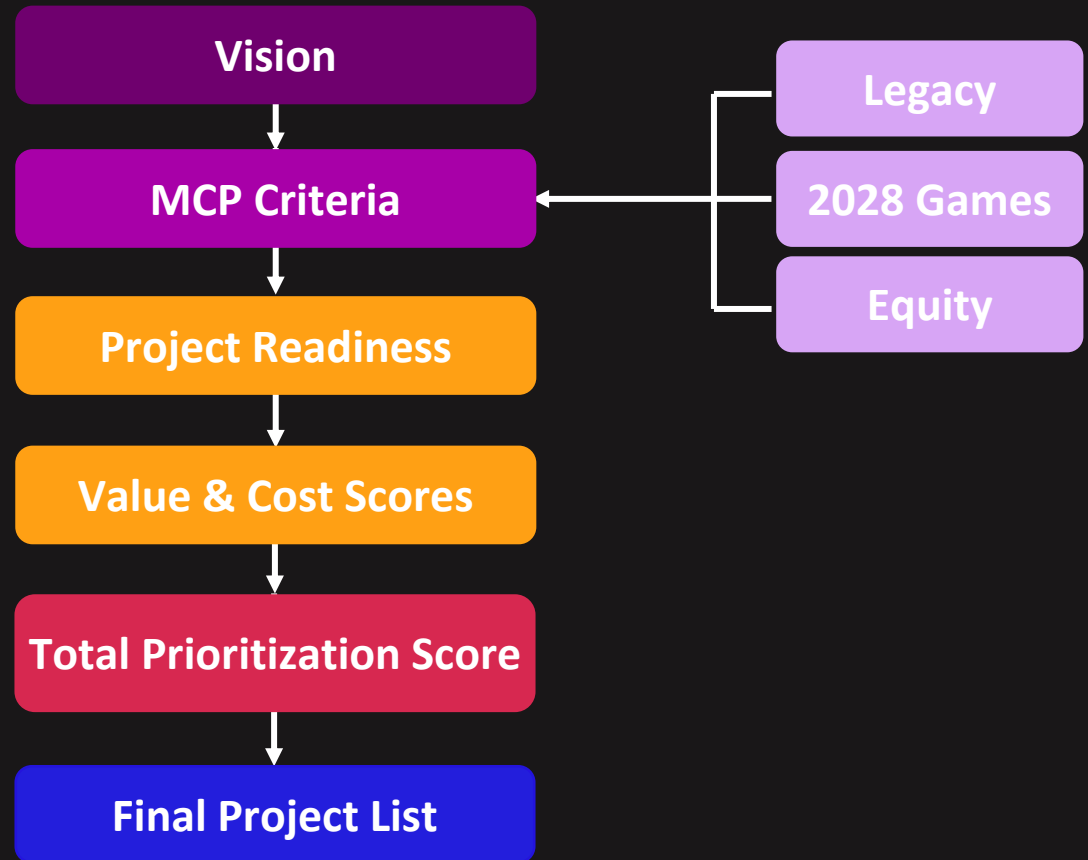 Vision
MCP Criteria
Project Readiness
Value & Cost Scores
Total Prioritization Score
Final Project List
Legacy
2028 Games
Equity